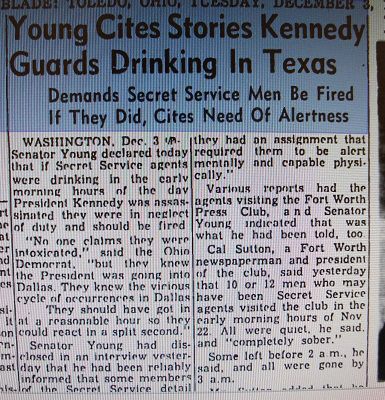 BLADE: TOLEDO, OHIO, TUESDAY, DECEMBER 3,
Young Cites Stories Kennedy
Guards Drinking In Texas
Demands Secret Service Men Be Fired
If They Did, Cites Need Of Alertness
WASHINGTON, Dec. 3
Senator Young declared today
that if Secret Service agents
were drinking in the early
morning hours of the day
President Kennedy was assas-
sinated they were in neglect
of duty and should be fired
"No one claims they were
intoxicated," said the Ohio
Democrat, "but they knew
the President was going into
Dallas. They knew the vicious
cycle of occurrences in Dallas
They should have got in
at a reasonable hour so they
could react in a split second."
Senator Young had dis-
closed in an interview yester-
day that he had been reliably
informed that some members
of the Secret Service detail
they had an assignment that
required them to be alert
mentally and capable physi-
cally."
Various reports had the
agents visiting the Fort Worth
Press Club, and Senator
Young indicated that was
what he had been told, too
Cal Sutton, a Fort Worth
newspaperman and president
of the club, said yesterday
that 10 or 12 men who may
have been Secret Service
agents visited the club in the
early morning hours of Nov
22. All were quiet, he said,
and "completely sober."
Some left before 2 a.m., he
said, and all were gone by
3 a.m.